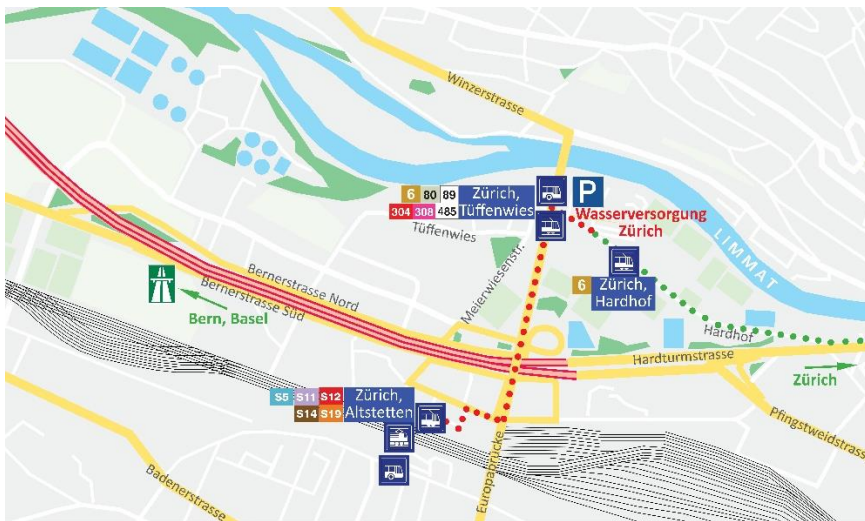 Winzerstrasse
6 80 89 Zürich,
304 308 485 Tüffenwies
P
Tüffenwies
Wasserversorgung
Zürich
LIMMAT
6 Zürich,
Hardhof
Meierwiesenstr.
Bernerstrasse Nord
Bernerstrasse Süd
Bern, Basel
Hardhof
Hardturmstrasse
Zürich
S5 S11 S12 Zürich,
S14 S19 Altstetten
Pfingstweidstrass
Europabrücke
Badenerstrasse